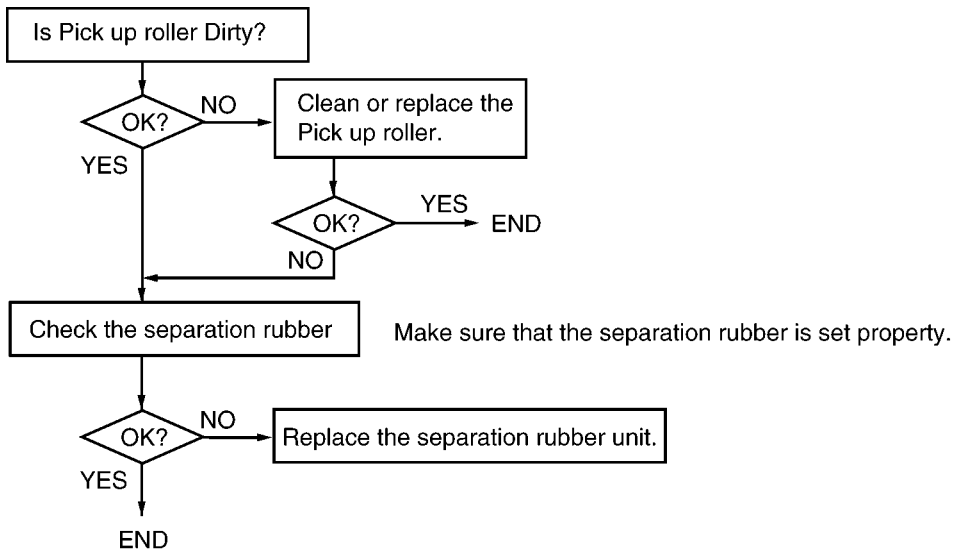 Is Pick up roller Dirty?
OK?
NO
Clean or replace the
Pick up roller.
YES
OK?
YES
END
NO
Check the separation rubber
Make sure that the separation rubber is set property.
OK?
NO
Replace the separation rubber unit.
YES
END